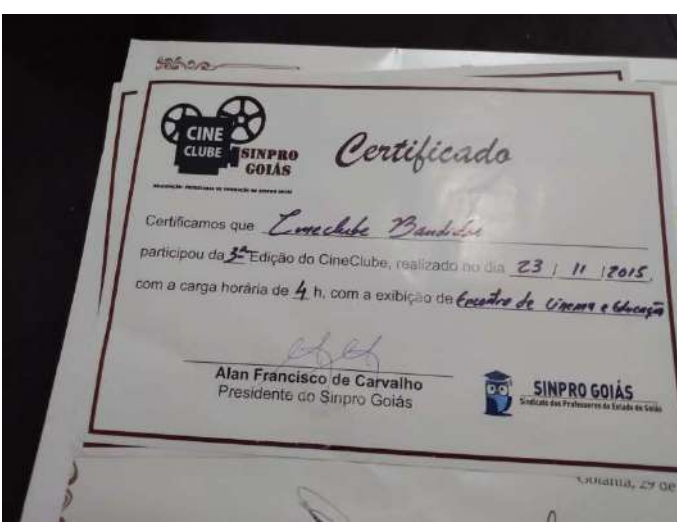 CINE
CLUBE
SINPRO
GOIÁS
Certificado
Certificamos que Cineclube Bandidos
participou da 3ª Edição do CineClube, realizado no dia 23 / 11 / 2015,
com a carga horária de 4 h, com a exibição de Encontro de Cinema e Educação
Alan Francisco de Carvalho
Presidente do Sinpro Goiás
SINPRO GOIÁS
Sindicato dos Professores do Estado de Goiás
Goiânia, 29 de